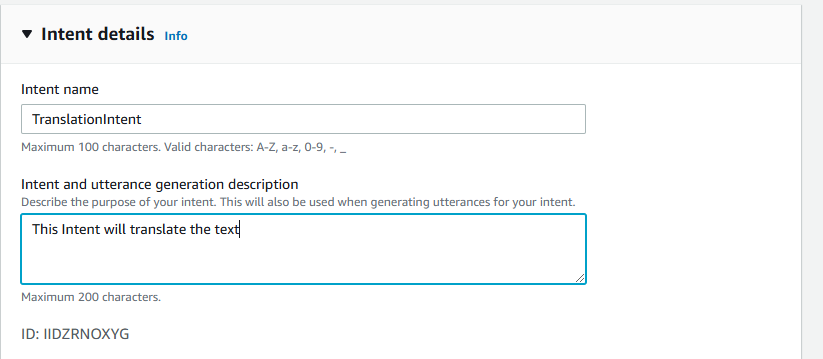 Intent details Info
Intent name
TranslationIntent
Maximum 100 characters. Valid characters: A-Z, a-z, 0-9, -, _
Intent and utterance generation description
Describe the purpose of your intent. This will also be used when generating utterances for your intent.
This Intent will translate the text
Maximum 200 characters.
ID: IIDZRNOXYG